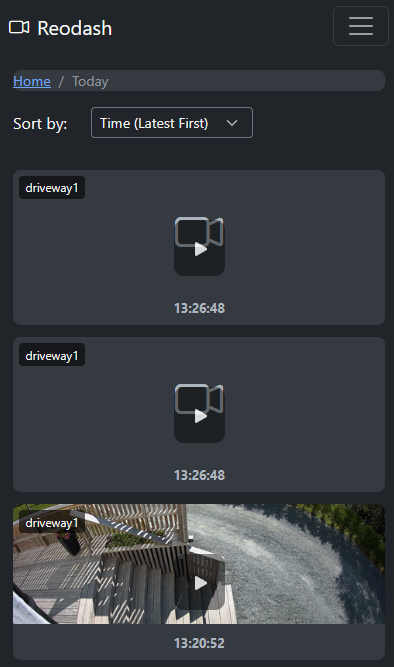 Reodash
Home / Today
Sort by: Time (Latest First)
driveway1
13:26:48
driveway1
13:26:48
driveway1
13:20:52